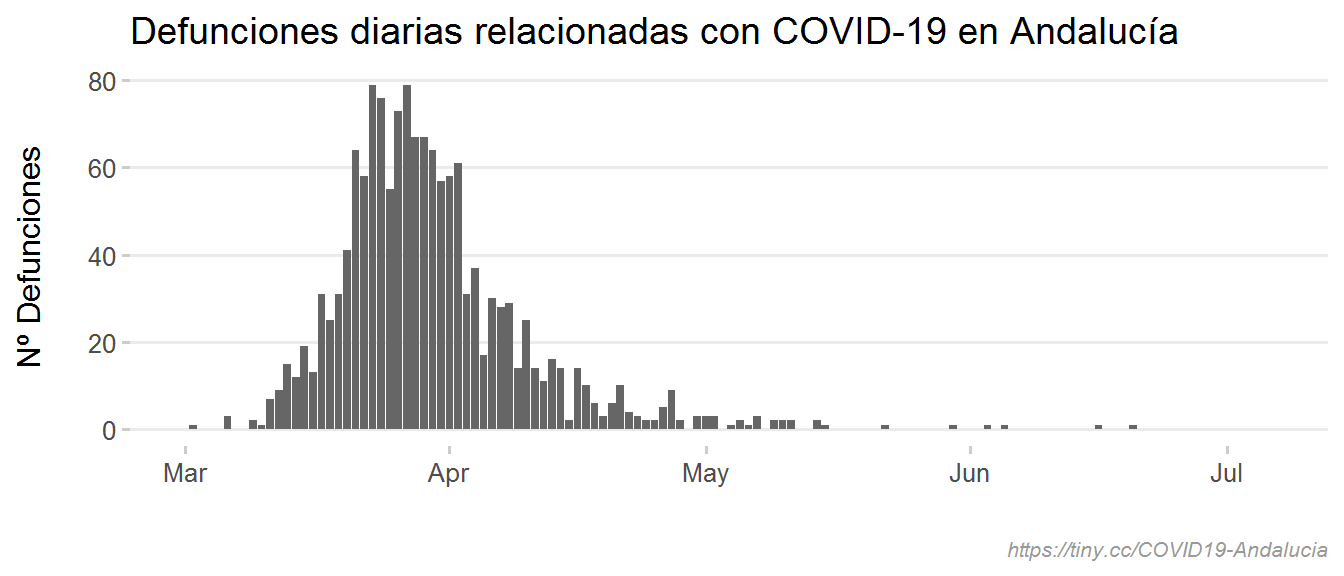 Defunciones diarias relacionadas con COVID-19 en Andalucía
Nº Defunciones
80
60
40
20
0
Mar Apr May Jun Jul
https://tiny.cc/COVID19-Andalucia